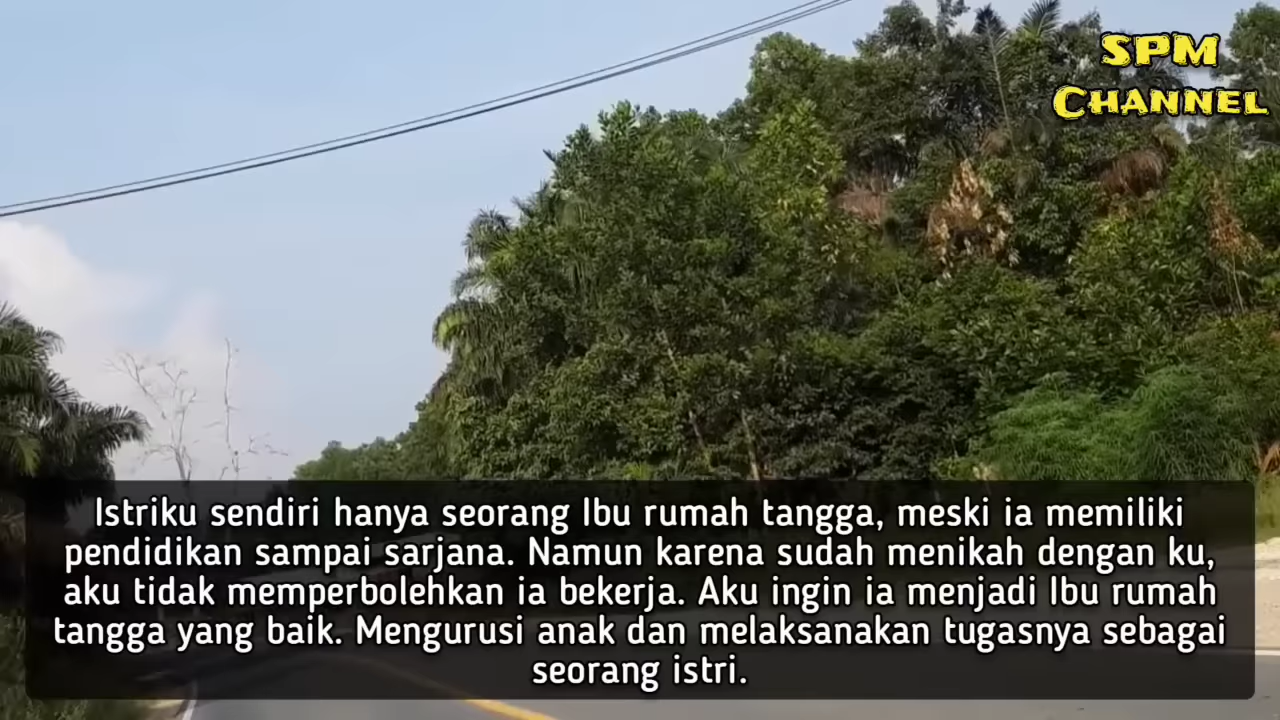 SPM
CHANNEL
Istriku sendiri hanya seorang Ibu rumah tangga, meski ia memiliki
pendidikan sampai sarjana. Namun karena sudah menikah dengan ku,
aku tidak memperbolehkan ia bekerja. Aku ingin ia menjadi Ibu rumah
tangga yang baik. Mengurusi anak dan melaksanakan tugasnya sebagai
seorang istri.